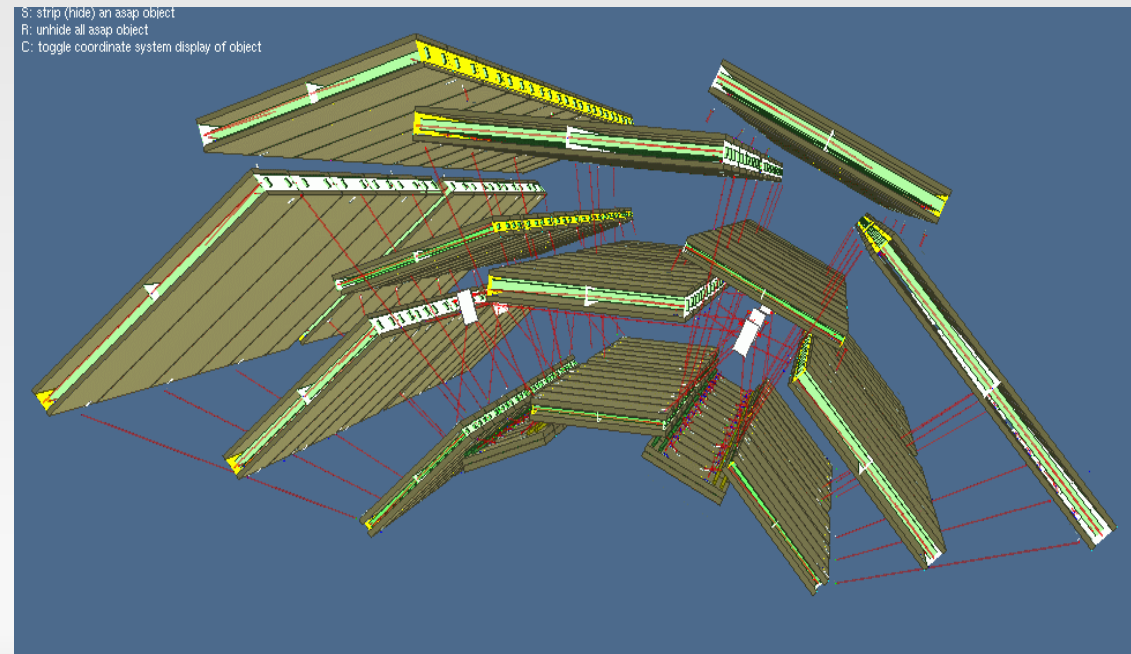 S: strip (hide) an asap object
R: unhide all asap object
C: toggle coordinate system display of object